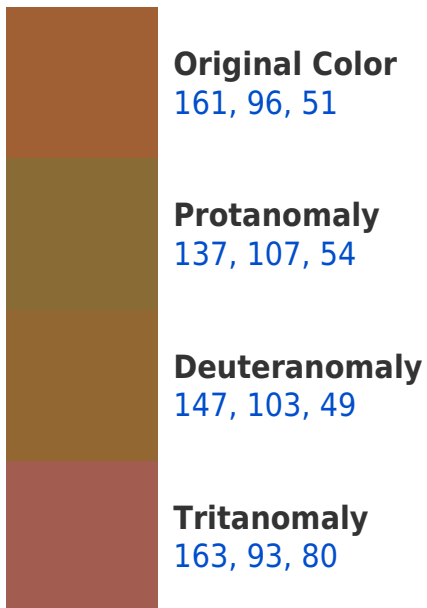 Original Color
161, 96, 51
Protanomaly
137, 107, 54
Deuteranomaly
147, 103, 49
Tritanomaly
163, 93, 80